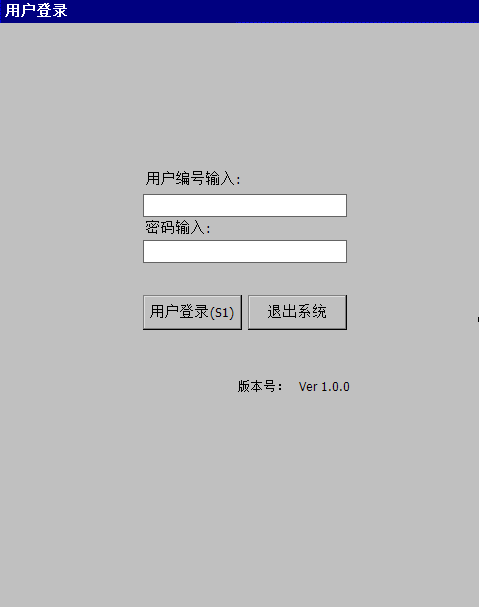 用户登录
用户编号输入:
密码输入:
用户登录(S1) 退出系统
版本号： Ver 1.0.0